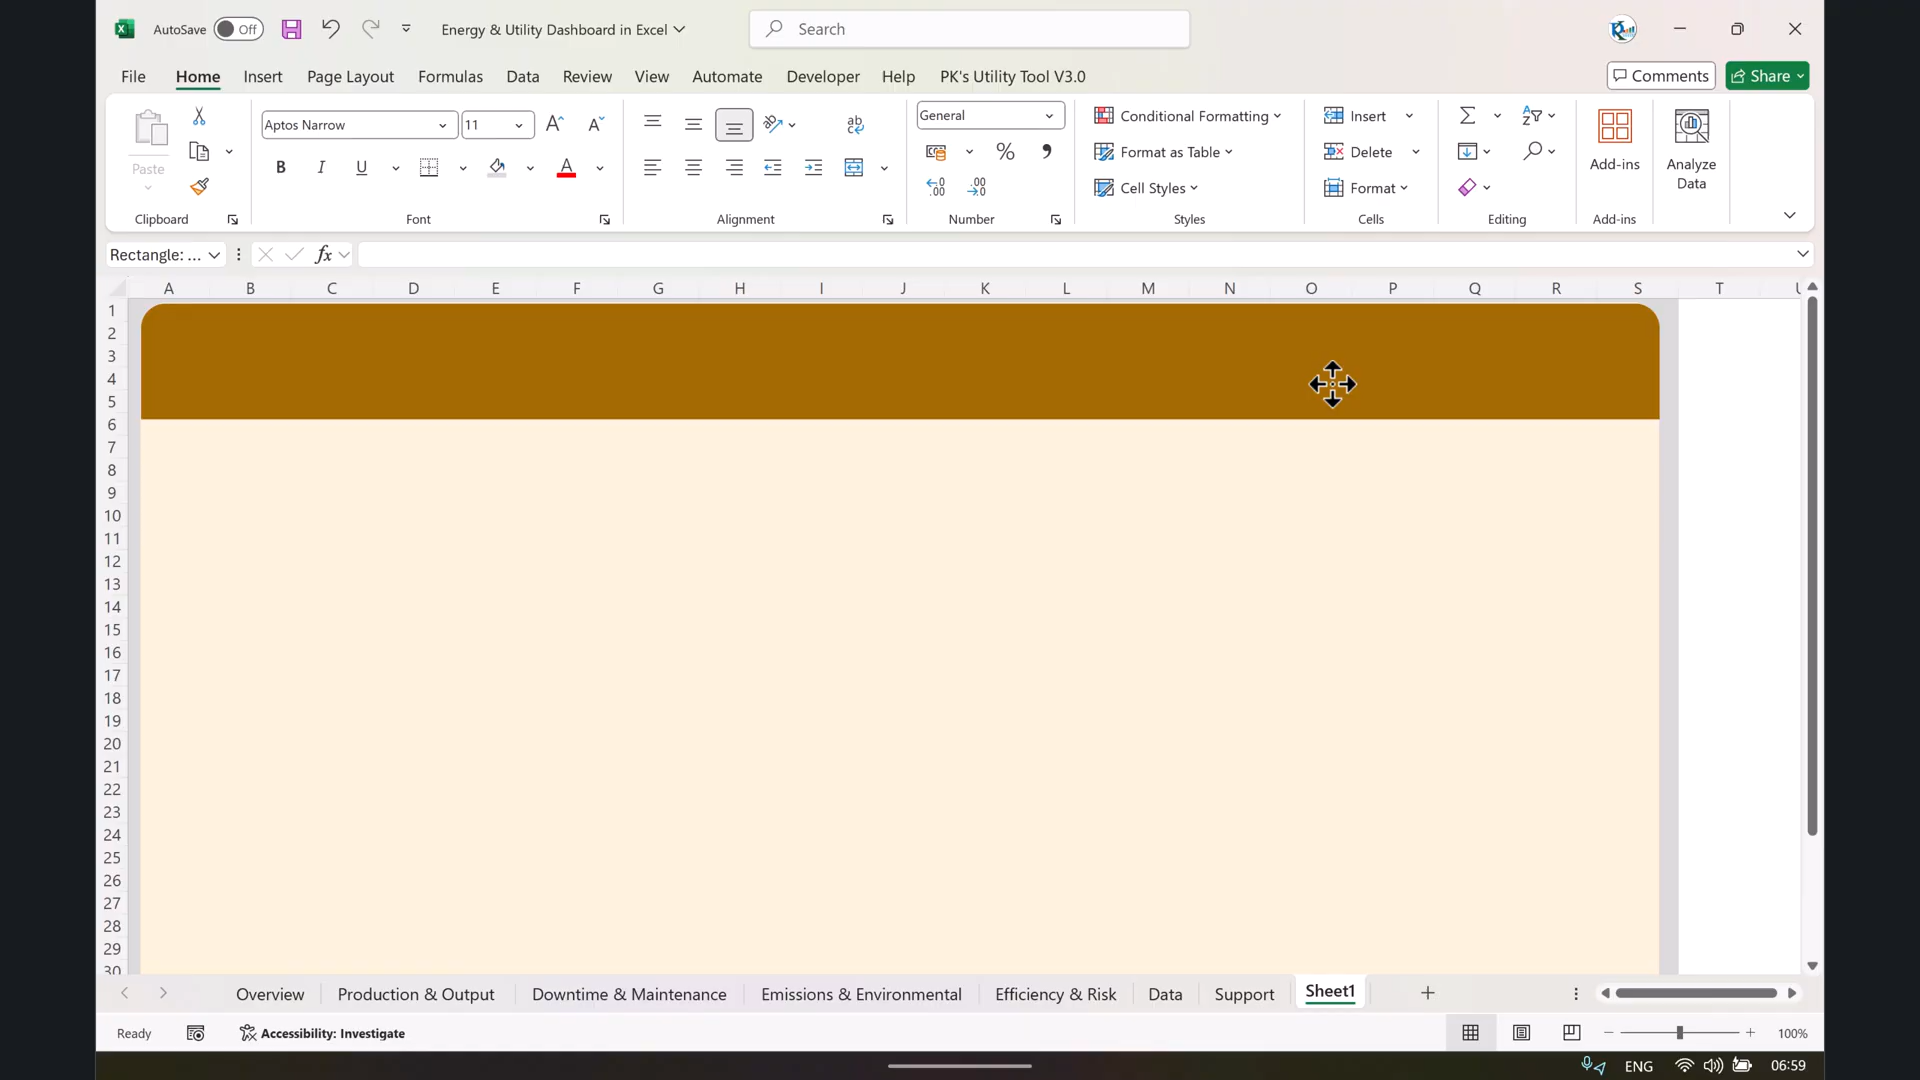 AutoSave Off Energy & Utility Dashboard in Excel Search
File Home Insert Page Layout Formulas Data Review View Automate Developer Help PK's Utility Tool V3.0 Comments Share
Paste
Clipboard
Aptos Narrow 11
B I U A
Font
ab
Alignment
General
% 9
Number
Conditional Formatting
Format as Table
Cell Styles
Styles
Insert
Delete
Format
Cells
Editing
Add-ins
Add-ins
Analyze
Data
Rectangle: ... fx
A B C D E F G H I J K L M N O P Q R S T
1
2
3
4
5
6
7
8
9
10
11
12
13
14
15
16
17
18
19
20
21
22
23
24
25
26
27
28
29
30
Overview Production & Output Downtime & Maintenance Emissions & Environmental Efficiency & Risk Data Support Sheet1
Ready Accessibility: Investigate 100%
ENG 06:59